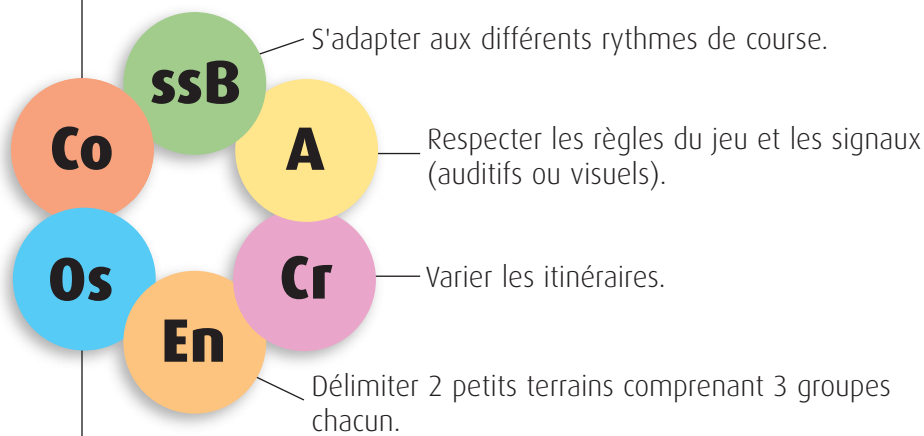 ssB
S'adapter aux différents rythmes de course.
Co
A
Respecter les règles du jeu et les signaux
(auditifs ou visuels).
Os
Cr
Varier les itinéraires.
En
Délimiter 2 petits terrains comprenant 3 groupes
chacun.